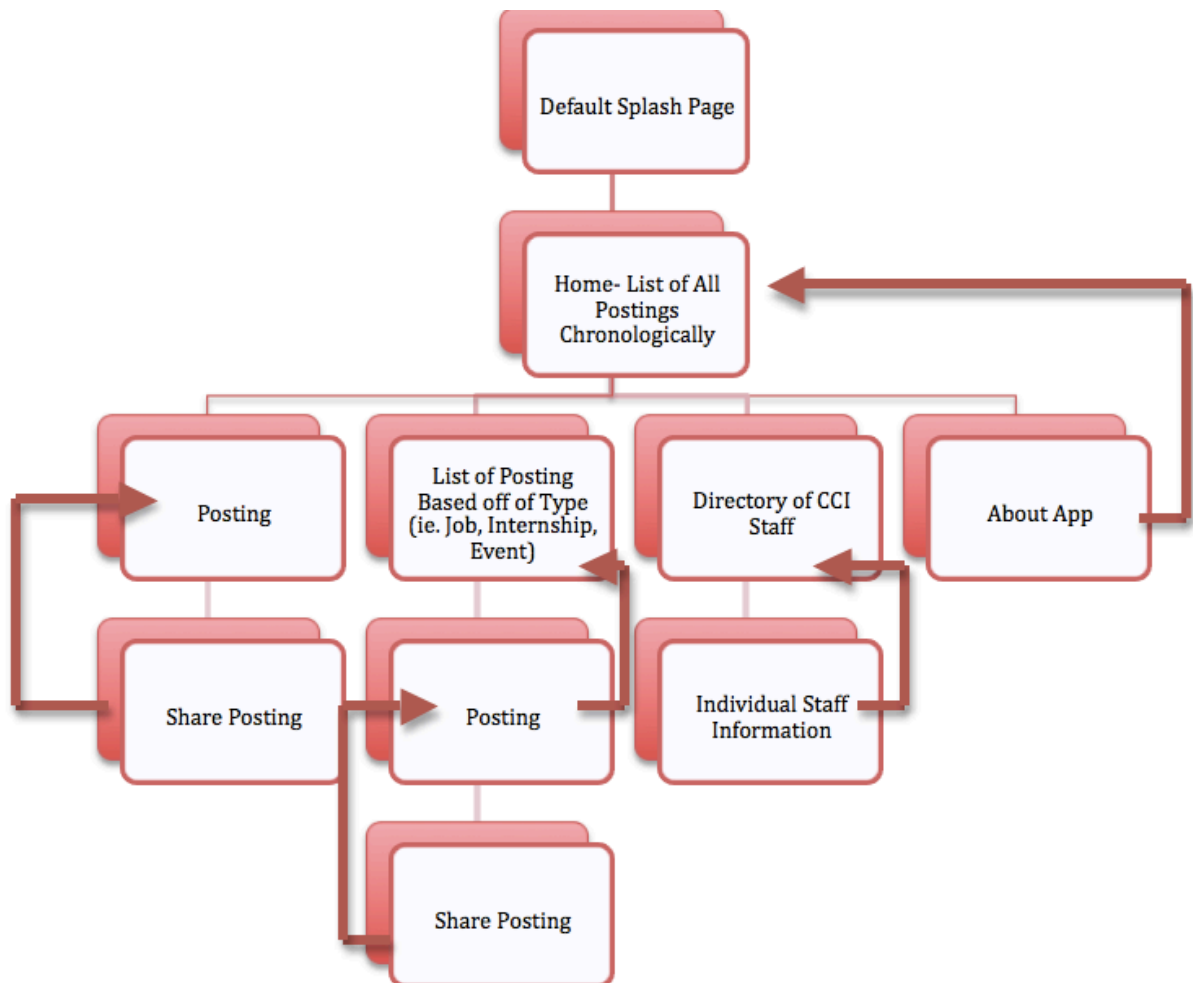 Default Splash Page
Home- List of All
Postings
Chronologically
Posting
List of Posting
Based off of Type
(ie. Job, Internship,
Event)
Directory of CCI
Staff
About App
Share Posting
Posting
Individual Staff
Information
Share Posting